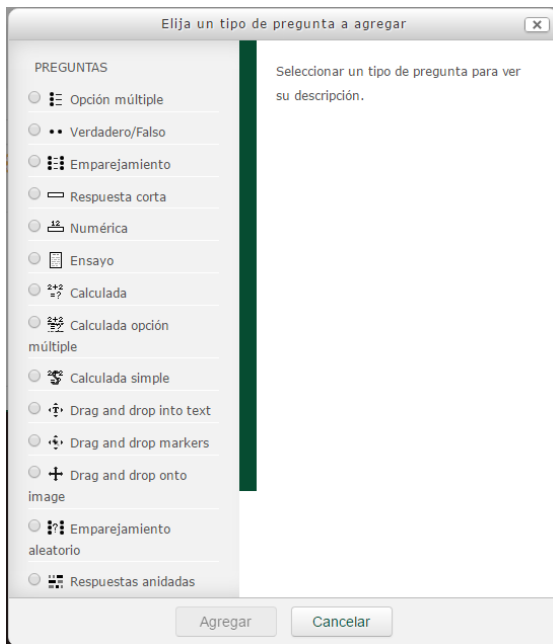 Elija un tipo de pregunta a agregar
PREGUNTAS
Opción múltiple
Verdadero/Falso
Emparejamiento
Respuesta corta
Numérica
Ensayo
Calculada
Calculada opción
múltiple
Calculada simple
Drag and drop into text
Drag and drop markers
Drag and drop onto
image
Emparejamiento
aleatorio
Respuestas anidadas
Seleccionar un tipo de pregunta para ver
su descripción.
Agregar
Cancelar